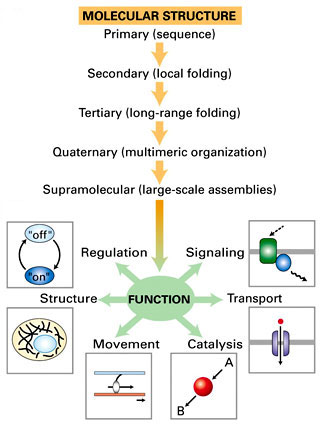 MOLECULAR STRUCTURE
Primary (sequence)
Secondary (local folding)
Tertiary (long-range folding)
Quaternary (multimeric organization)
Supramolecular (large-scale assemblies)
"off"
"on"
Regulation
Signaling
Structure
FUNCTION
Transport
Movement
Catalysis
A
B